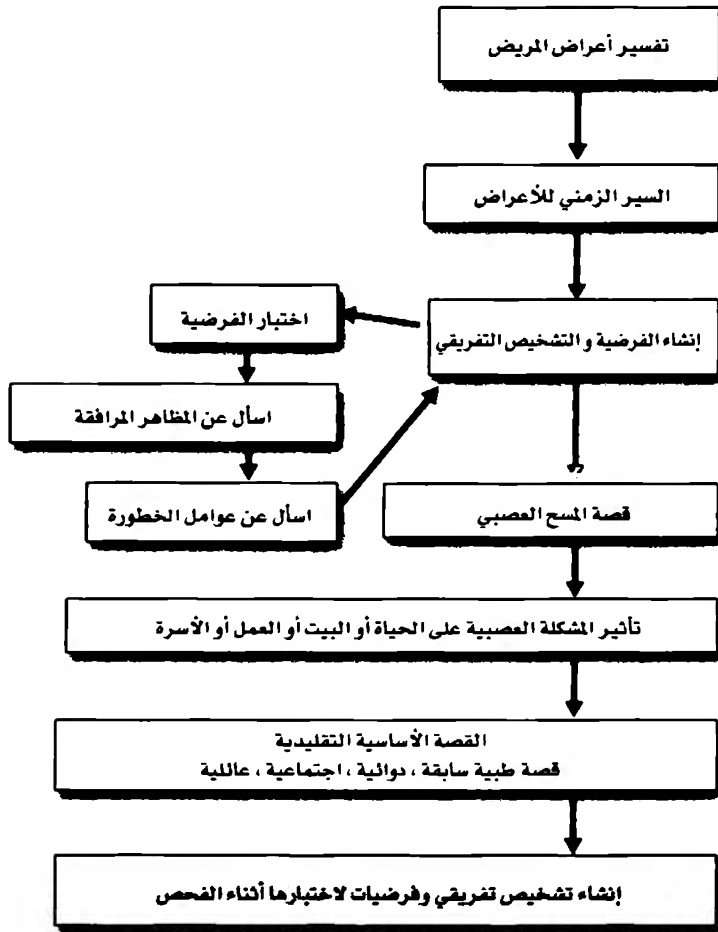 تفسير أعراض المريض
السير الزمني للأعراض
إنشاء الفرضية و التشخيص التفريقي
اختبار الفرضية
اسأل عن المظاهر المرافقة
اسأل عن عوامل الخطورة
قصة المسح العصبي
تأثير المشكلة العصبية على الحياة أو البيت أو العمل أو الأسرة
القصة الأساسية التقليدية
قصة طبية سابقة ، دوائية ، اجتماعية ، عائلية
إنشاء تشخيص تفريقي وفرضيات لاختبارها أثناء الفحص